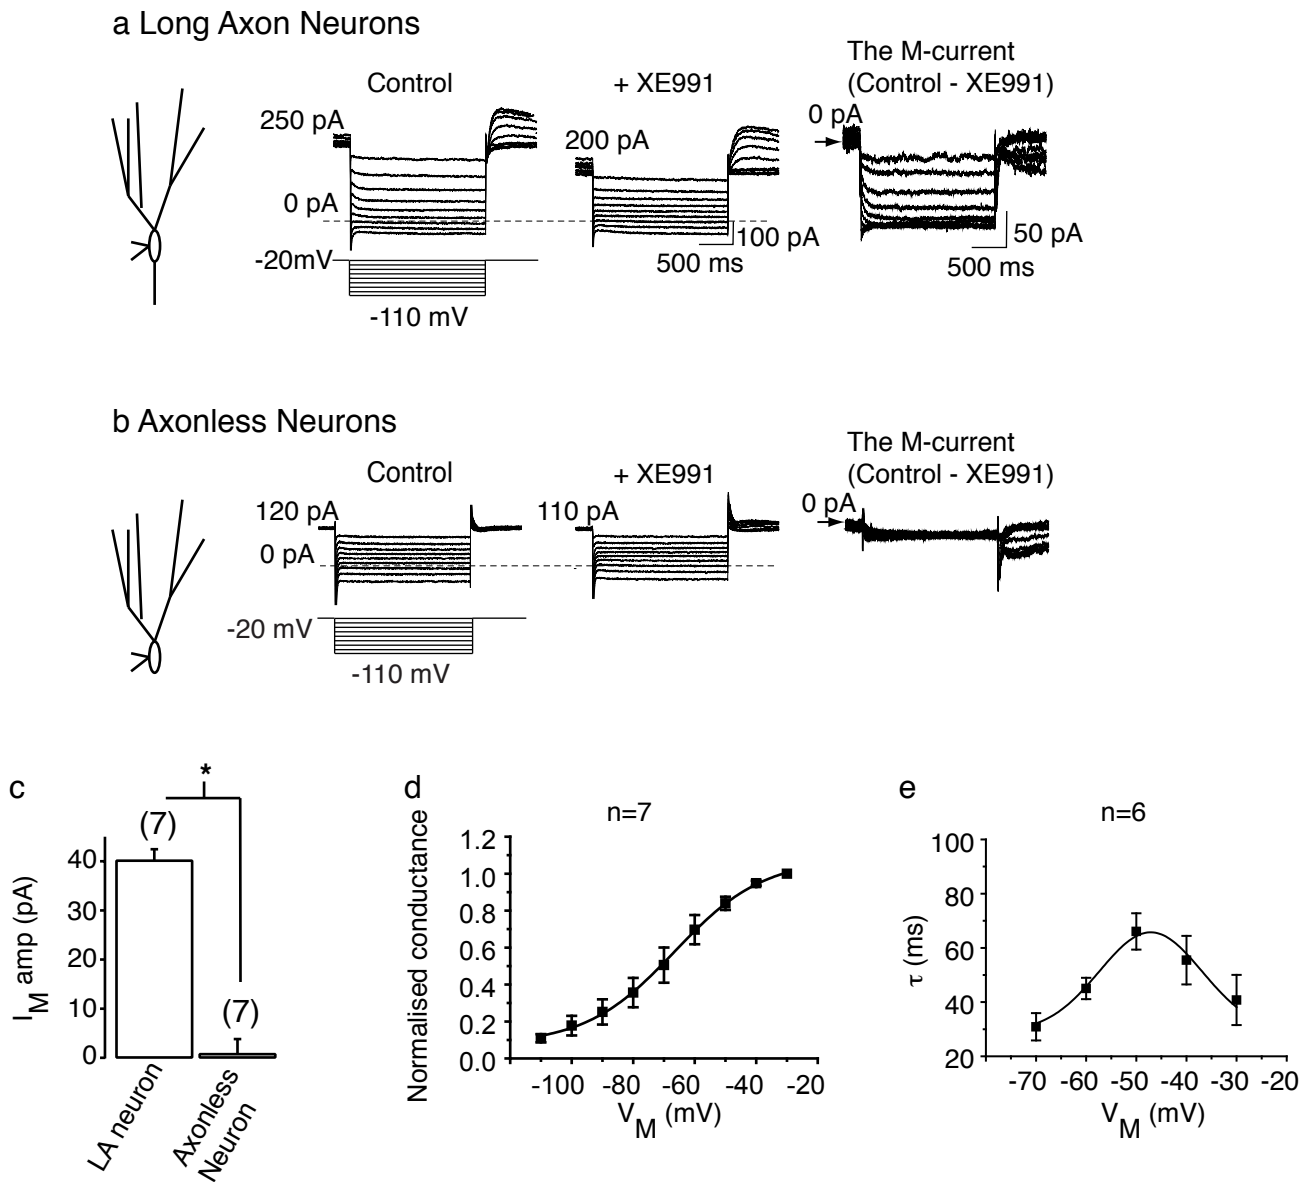 a Long Axon Neurons
Control
+ XE991
The M-current
(Control - XE991)
250 pA
200 pA
0 pA
0 pA
100 pA
500 ms
50 pA
500 ms
-20mV
-110 mV
b Axonless Neurons
Control
+ XE991
The M-current
(Control - XE991)
120 pA
110 pA
0 pA
0 pA
-20 mV
-110 mV
c
*
(7)
(7)
I_M amp (pA)
40
30
20
10
0
LA neuron
Axonless
Neuron
d
n=7
Normalised conductance
1.2
1.0
0.8
0.6
0.4
0.2
0.0
-100 -80 -60 -40 -20
V_M (mV)
e
n=6
τ (ms)
100
80
60
40
20
-70 -60 -50 -40 -30 -20
V_M (mV)